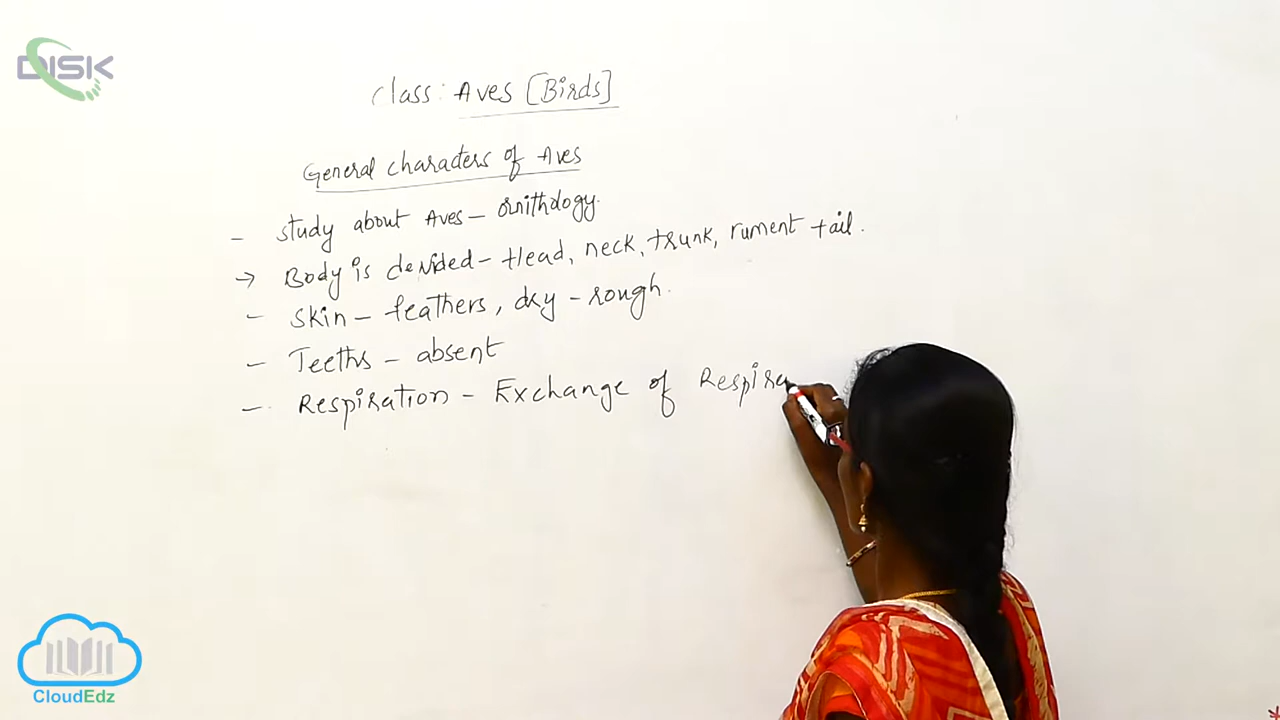 DISK
Class: Aves [Birds]
General characters of Aves
- study about Aves - ornithology.
→ Body is devided - Head, neck, trunk, rument tail.
- skin - feathers, dry - rough.
- Teeths - absent
- Respiration - Exchange of Respira
CloudEdz